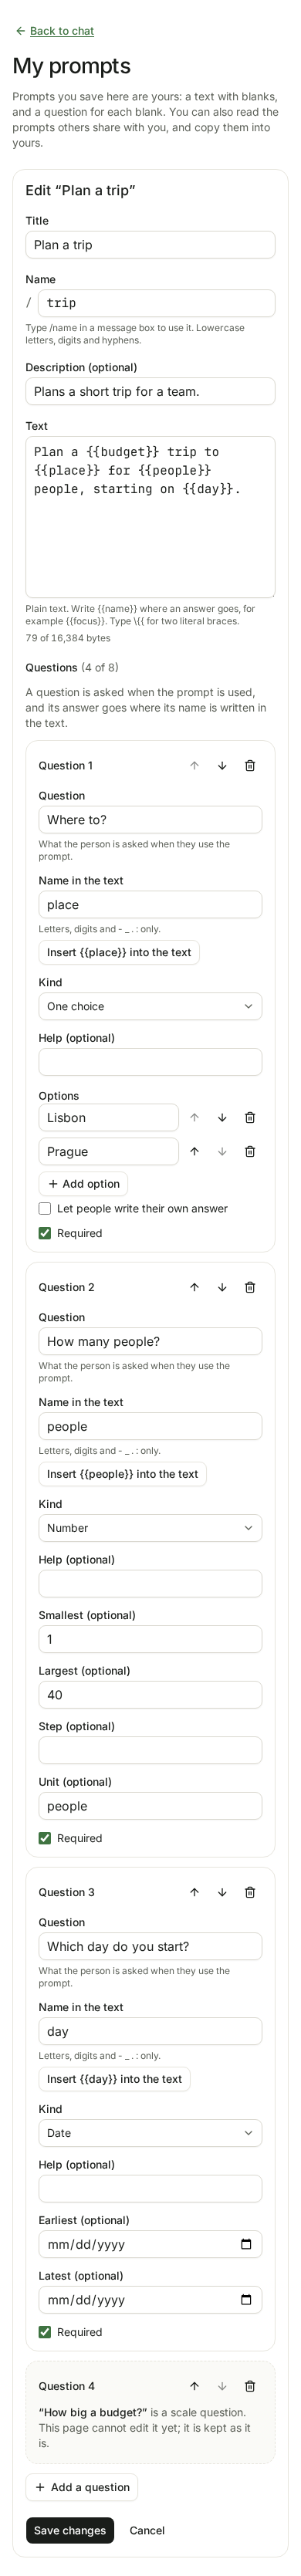 Back to chat
My prompts
Prompts you save here are yours: a text with blanks,
and a question for each blank. You can also read the
prompts others share with you, and copy them into
yours.
Edit “Plan a trip”
Title
Plan a trip
Name
/ trip
Type /name in a message box to use it. Lowercase
letters, digits and hyphens.
Description (optional)
Plans a short trip for a team.
Text
Plan a {{budget}} trip to
{{place}} for {{people}}
people, starting on {{day}}.
Plain text. Write {{name}} where an answer goes, for
example {{focus}}. Type \{{ for two literal braces.
79 of 16,384 bytes
Questions (4 of 8)
A question is asked when the prompt is used,
and its answer goes where its name is written in
the text.
Question 1
Question
Where to?
What the person is asked when they use the
prompt.
Name in the text
place
Letters, digits and - _ . : only.
Insert {{place}} into the text
Kind
One choice
Help (optional)
Options
Lisbon
Prague
Add option
Let people write their own answer
Required
Question 2
Question
How many people?
What the person is asked when they use the
prompt.
Name in the text
people
Letters, digits and - _ . : only.
Insert {{people}} into the text
Kind
Number
Help (optional)
Smallest (optional)
1
Largest (optional)
40
Step (optional)
Unit (optional)
people
Required
Question 3
Question
Which day do you start?
What the person is asked when they use the
prompt.
Name in the text
day
Letters, digits and - _ . : only.
Insert {{day}} into the text
Kind
Date
Help (optional)
Earliest (optional)
mm/dd/yyyy
Latest (optional)
mm/dd/yyyy
Required
Question 4
“How big a budget?” is a scale question.
This page cannot edit it yet; it is kept as it
is.
Add a question
Save changes Cancel